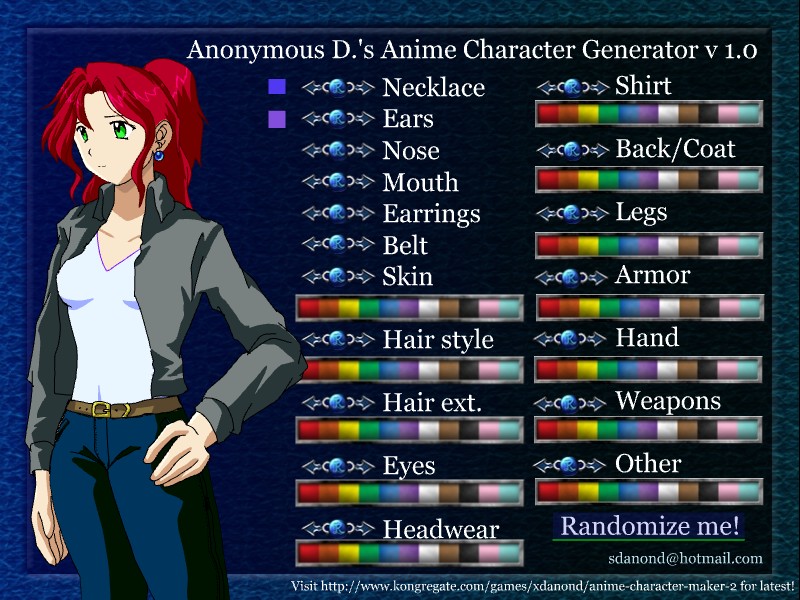 Anonymous D.'s Anime Character Generator v 1.0
Necklace
Ears
Nose
Mouth
Earrings
Belt
Skin
Hair style
Hair ext.
Eyes
Headwear
Shirt
Back/Coat
Legs
Armor
Hand
Weapons
Other
Randomize me!
sdanond@hotmail.com
Visit http://www.kongregate.com/games/xdanond/anime-character-maker-2 for latest!